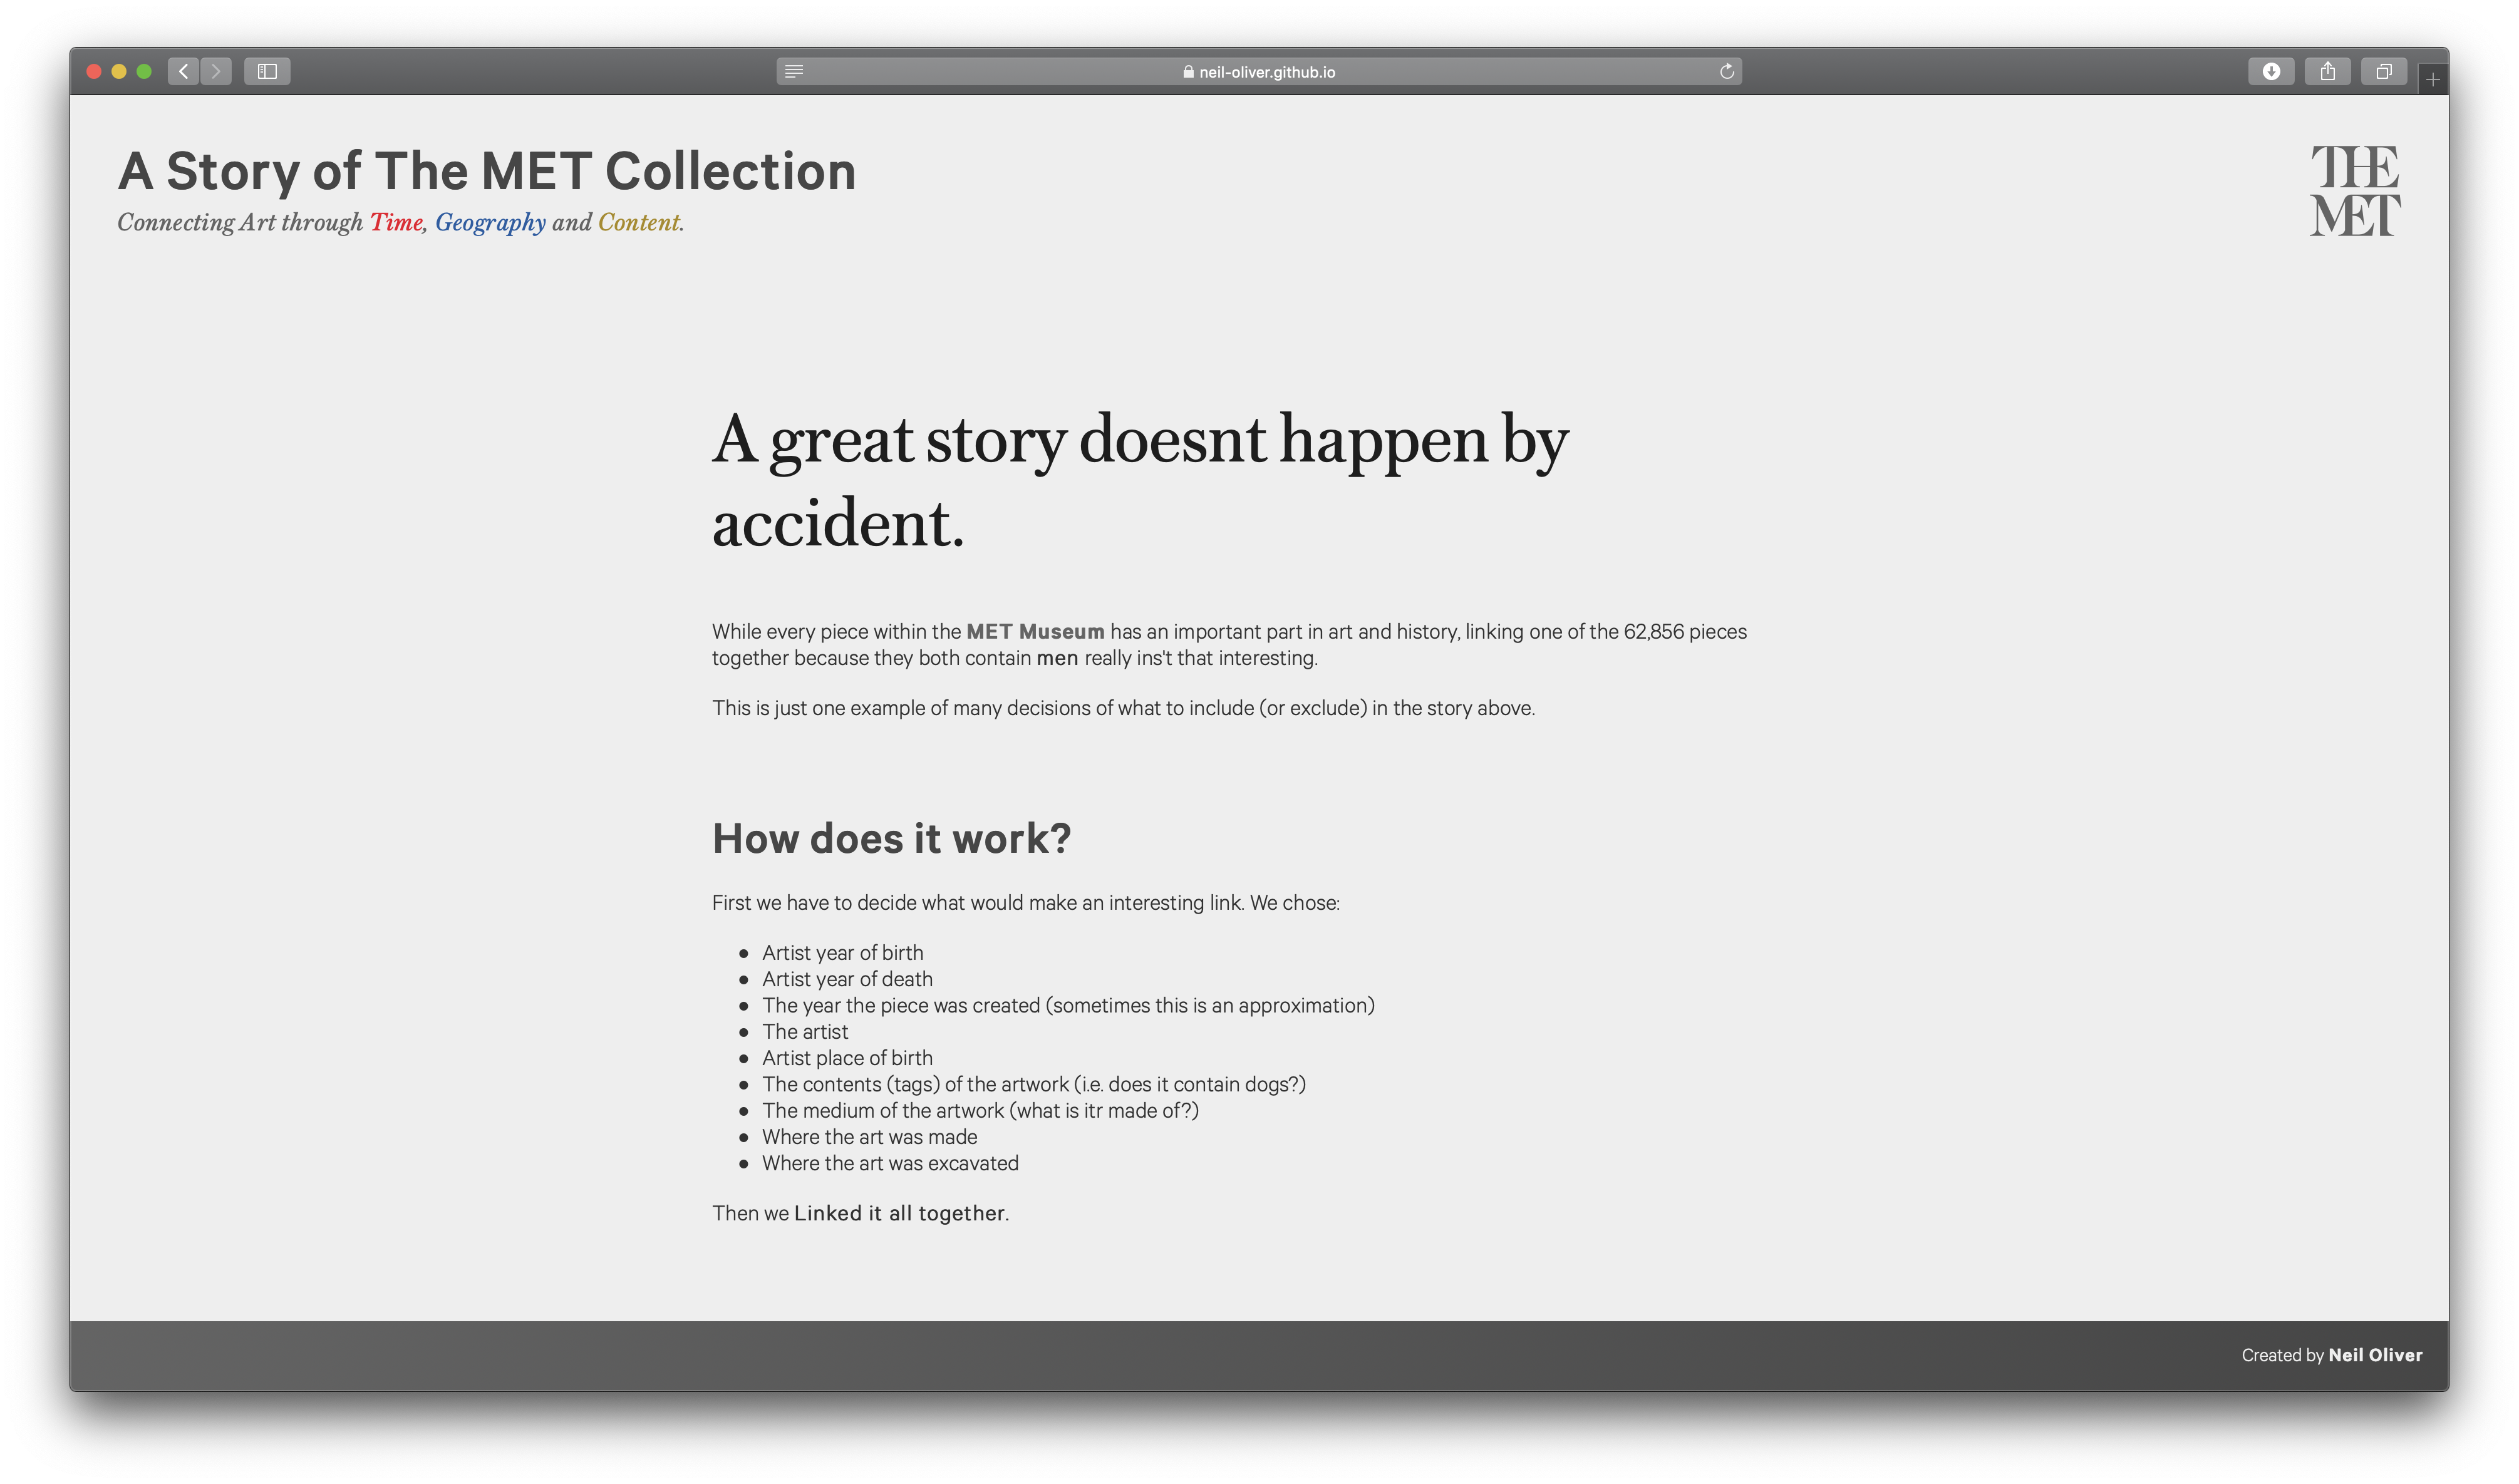 neil-oliver.github.io
A Story of The MET Collection
Connecting Art through Time, Geography and Content.
THE
MET
A great story doesnt happen by
accident.
While every piece within the MET Museum has an important part in art and history, linking one of the 62,856 pieces
together because they both contain men really ins't that interesting.
This is just one example of many decisions of what to include (or exclude) in the story above.
How does it work?
First we have to decide what would make an interesting link. We chose:
● Artist year of birth
● Artist year of death
● The year the piece was created (sometimes this is an approximation)
● The artist
● Artist place of birth
● The contents (tags) of the artwork (i.e. does it contain dogs?)
● The medium of the artwork (what is itr made of?)
● Where the art was made
● Where the art was excavated
Then we Linked it all together.
Created by Neil Oliver